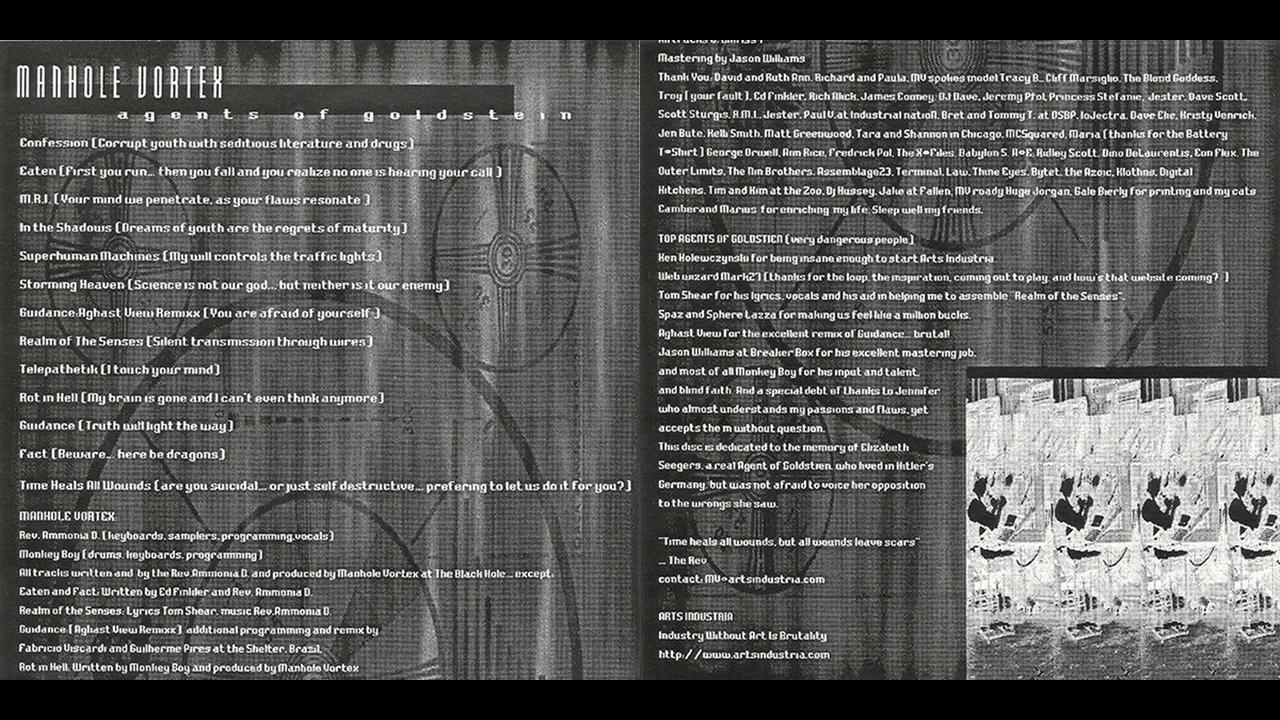 MANHOLE VORTEX
agents of goldstein
Confession (Corrupt youth with seditious literature and drugs)
Eaten (First you run... then you fall and you realize no one is hearing your call )
M.R.I. (Your mind we penetrate, as your flaws resonate )
In the Shadows (Dreams of youth are the regrets of maturity)
Superhuman Machines (My will controls the traffic lights.)
Storming Heaven (Science is not our god... but neither is it our enemy)
Guidance:Aghast View Remixx (You are afraid of yourself )
Realm of The Senses (Silent transmission through wires)
Telepathetik (I touch your mind)
Rot in Hell (My brain is gone and I can't even think anymore)
Guidance (Truth will light the way)
Fact (Beware... here be dragons)
Time Heals All Wounds (are you suicidal... or just self destructive... prefering to let us do it for you?)
MANHOLE VORTEX:
Rev. Ammonia D. (keyboards, samplers, programming,vocals)
Monkey Boy (drums, keyboards, programming)
All tracks written and by the Rev.Ammonia D. and produced by Manhole Vortex at The Black Hole... except:
Eaten and Fact: Written by Ed Finkler and Rev. Ammonia D.
Realm of the Senses: Lyrics Tom Shear, music Rev.Ammonia D.
Guidance:(Aghast View Remixx) additional programming and remix by
Fabricio Viscardi and Guilherme Pires at the Shelter, Brazil.
Rot in Hell: Written by Monkey Boy and produced by Manhole Vortex
Mastering by Jason Williams
Thank You: David and Ruth Ann, Richard and Paula, MV spokes model Tracy B... Cliff Marsiglio, The Blond Goddess,
Troy (your fault), Ed Finkler, Rich Alick, James Comey: DJ Dave, Jeremy Pfol, Princess Stefanie, Jester, Dave Scott,
Scott Sturgis, R.M.I., Jester, Paul V.at Industrial natioN, Bret and Tommy T. at OSBP, IoJectra, Dave Che, Kristy Venrick,
Jen Bute, Kelli Smith, Matt Greenwood, Tara and Shannon in Chicago, MCSquared, Maria (thanks for the Battery
T-Shirt) George Orwell, Ann Rice, Fredrick Pol, The X-Files, Babylon 5, Ridley Scott, Dino DeLaurentis, Eon Flux, The
Outer Limits, The Nin Brothers, Assemblage23, Terminal, Law, Thine Eyes, Bytet, the Azoic, Klothins, Digital
Kitchens, Tim and Kim at the Zoo, Dj Hussey, Jake at Fallen, MV roady Huge Jorgan, Gale Bierly for printing and my cats
Camber and Marus for enriching my life. Sleep well my friends.
TOP AGENTS OF GOLDSTIEN (very dangerous people)
Ken Holewczynski for being insane enough to start Arts Industria
Web wizard Mark27 (thanks for the loop, the inspiration, coming out to play, and how's that website coming? )
Tom Shear for his lyrics, vocals and his aid in helping me to assemble "Realm of the Senses".
Spaz and Sphere Lazza for making us feel like a million bucks.
Aghast View for the excellent remix of Guidance... brutal!
Jason Williams at Breaker Box for his excellent mastering job.
and most of all Monkey Boy for his input and talent,
and blind faith. And a special debt of thanks to Jennifer
who almost understands my passions and flaws, yet
accepts the m without question.
This disc is dedicated to the memory of Elizabeth
Seegers, a real Agent of Goldstien, who lived in Hitler's
Germany, but was not afraid to voice her opposition
to the wrongs she saw.
"Time heals all wounds, but all wounds leave scars"
... The Rev
contact: MV@artsindustria.com
ARTS INDUSTRIA
Industry Without Art Is Brutality
http://www.artsindustria.com